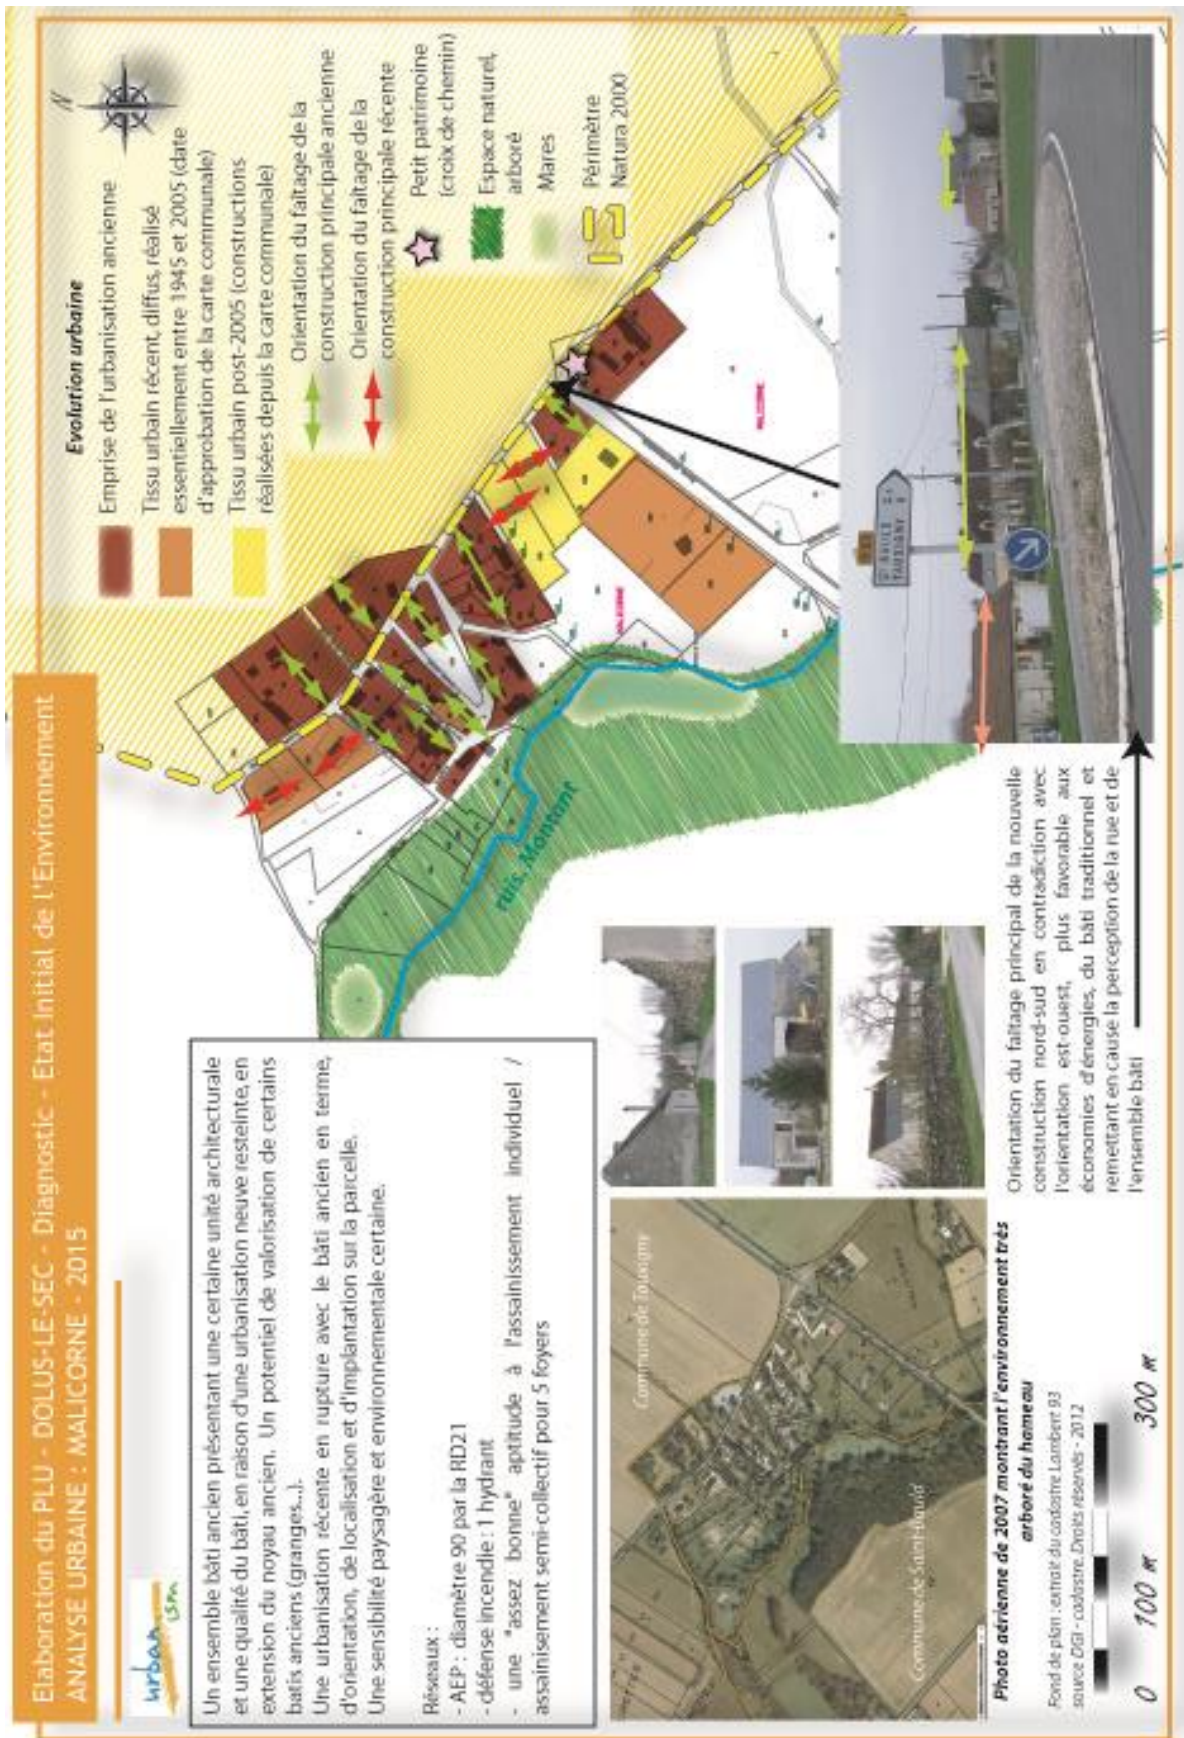 Elaboration du PLU - DOLUS-LE-SEC - Diagnostic - Etat Initial de l'Environnement
ANALYSE URBAINE : MALICORNE - 2015
urban
ism
Un ensemble bâti ancien présentant une certaine unité architecturale
et une qualité du bâti, en raison d'une urbanisation neuve resteinte, en
extension du noyau ancien. Un potentiel de valorisation de certains
batis anciens (granges...).
Une urbanisation récente en rupture avec le bâti ancien en terme,
d'orientation, de localisation et d'implantation sur la parcelle.
Une sensibilité paysagère et environnementale certaine.
Réseaux :
- AEP : diamètre 90 par la RD21
- défense incendie : 1 hydrant
- une "assez bonne" aptitude à l'assainissement individuel /
assainisement semi-collectif pour 5 foyers
N
Evolution urbaine
Emprise de l'urbanisation ancienne
Tissu urbain récent, diffus, réalisé
essentiellement entre 1945 et 2005 (date
d'approbation de la carte communale)
Tissu urbain post-2005 (constructions
réalisées depuis la carte communale)
Orientation du faîtage de la
construction principale ancienne
Orientation du faîtage de la
construction principale récente
Petit patrimoine
(croix de chemin)
Espace naturel,
arboré
Mares
Périmètre
Natura 2000
ruis. Montant
MALICORNE
Commune de Tauxigny
Commune de Saint-Bauld
Photo aérienne de 2007 montrant l'environnement très
arboré du hameau
Fond de plan : extrait du cadastre Lambert 93
source DGI - cadastre. Droits réservés - 2012
0 100 m 300 m
Orientation du faîtage principal de la nouvelle
construction nord-sud en contradiction avec
l'orientation est-ouest, plus favorable aux
économies d'énergies, du bâti traditionnel et
remettant en cause la perception de la rue et de
l'ensemble bâti
ST BAULD
TAUXIGNY